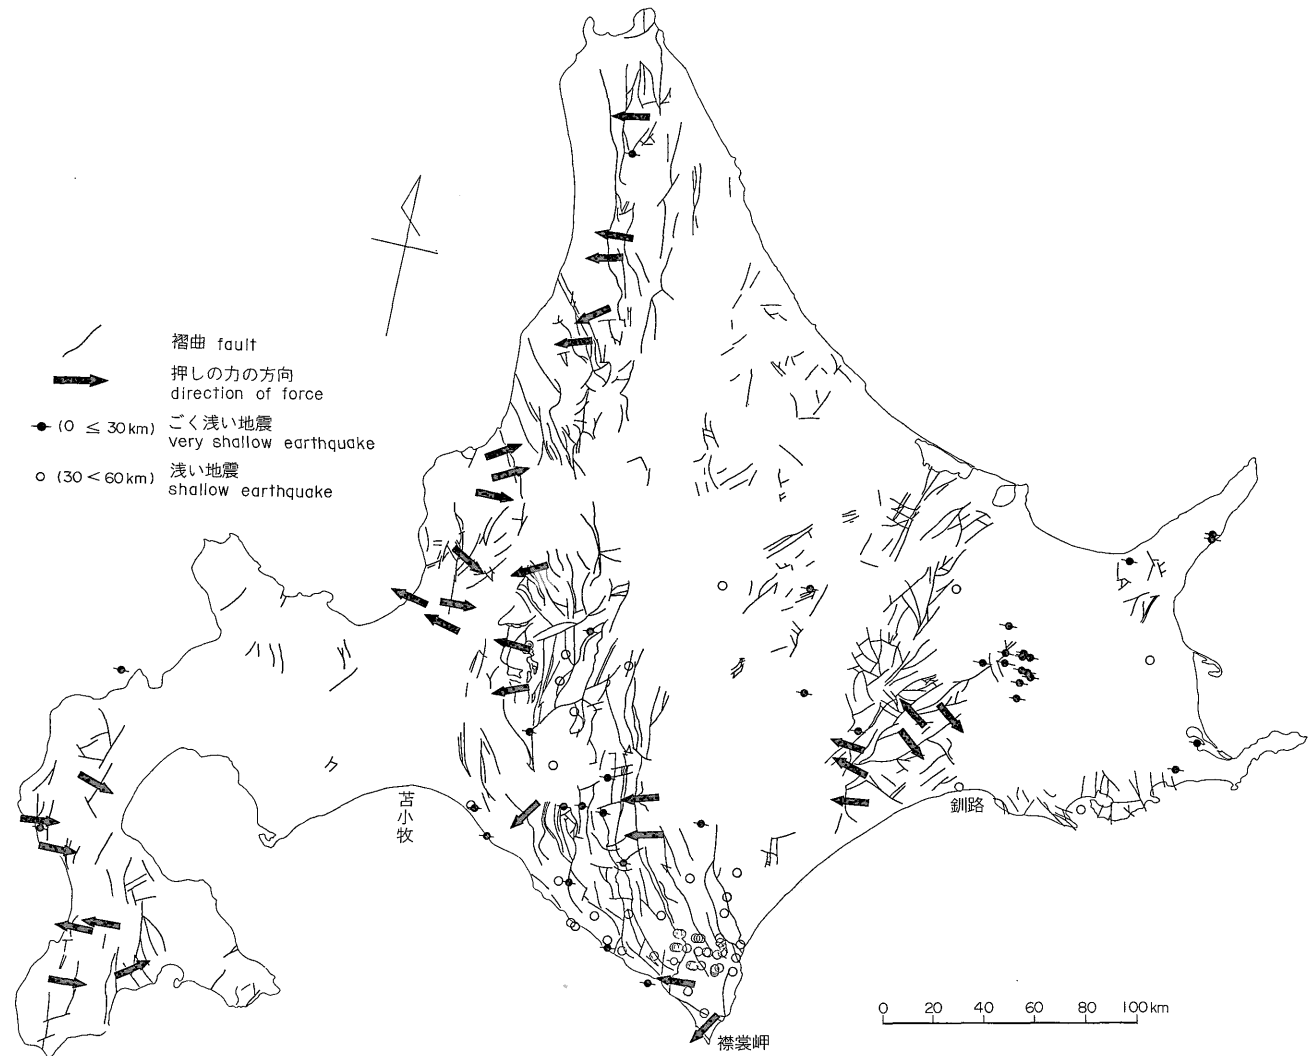 褶曲 fault
押しの力の方向
direction of force
(0 ≦ 30km) ごく浅い地震
very shallow earthquake
(30 < 60km) 浅い地震
shallow earthquake
苫小牧
釧路
襟裳岬
0 20 40 60 80 100km